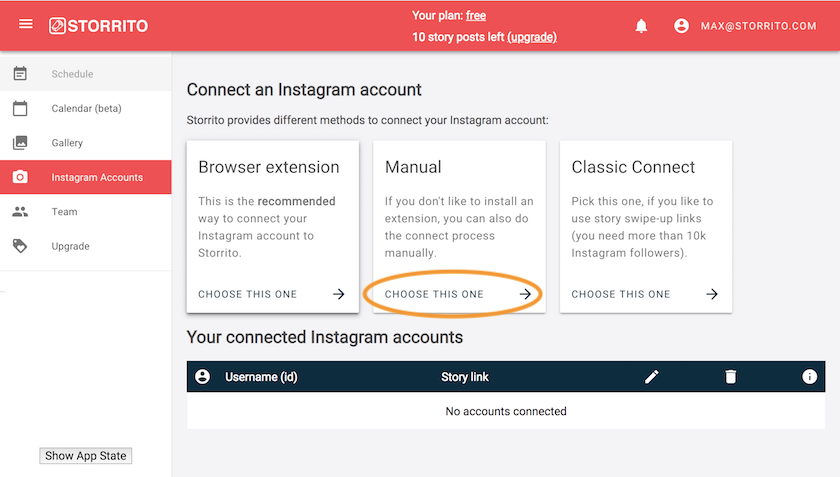 STORRITO
Your plan: free
10 story posts left (upgrade)
MAX@STORRITO.COM
Schedule
Calendar (beta)
Gallery
Instagram Accounts
Team
Upgrade
Show App State
Connect an Instagram account
Storrito provides different methods to connect your Instagram account:
Browser extension
This is the recommended
way to connect your
Instagram account to
Storrito.
CHOOSE THIS ONE
Manual
If you don't like to install an
extension, you can also do
the connect process
manually.
CHOOSE THIS ONE
Classic Connect
Pick this one, if you like to
use story swipe-up links
(you need more than 10k
Instagram followers).
CHOOSE THIS ONE
Your connected Instagram accounts
Username (id) Story link
No accounts connected